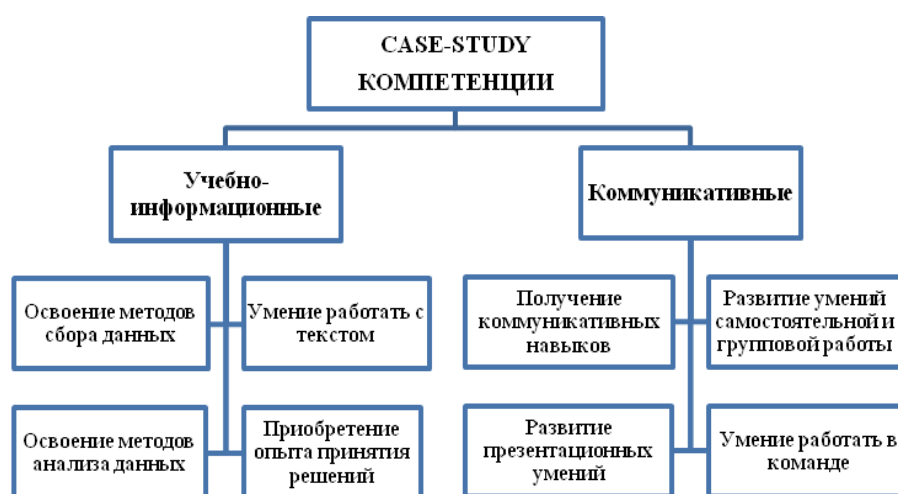 CASE-STUDY
КОМПЕТЕНЦИИ
Учебно-
информационные
Коммуникативные
Освоение методов
сбора данных
Умение работать с
текстом
Получение
коммуникативных
навыков
Развитие умений
самостоятельной и
групповой работы
Освоение методов
анализа данных
Приобретение
опыта принятия
решений
Развитие
презентационных
умений
Умение работать в
команде